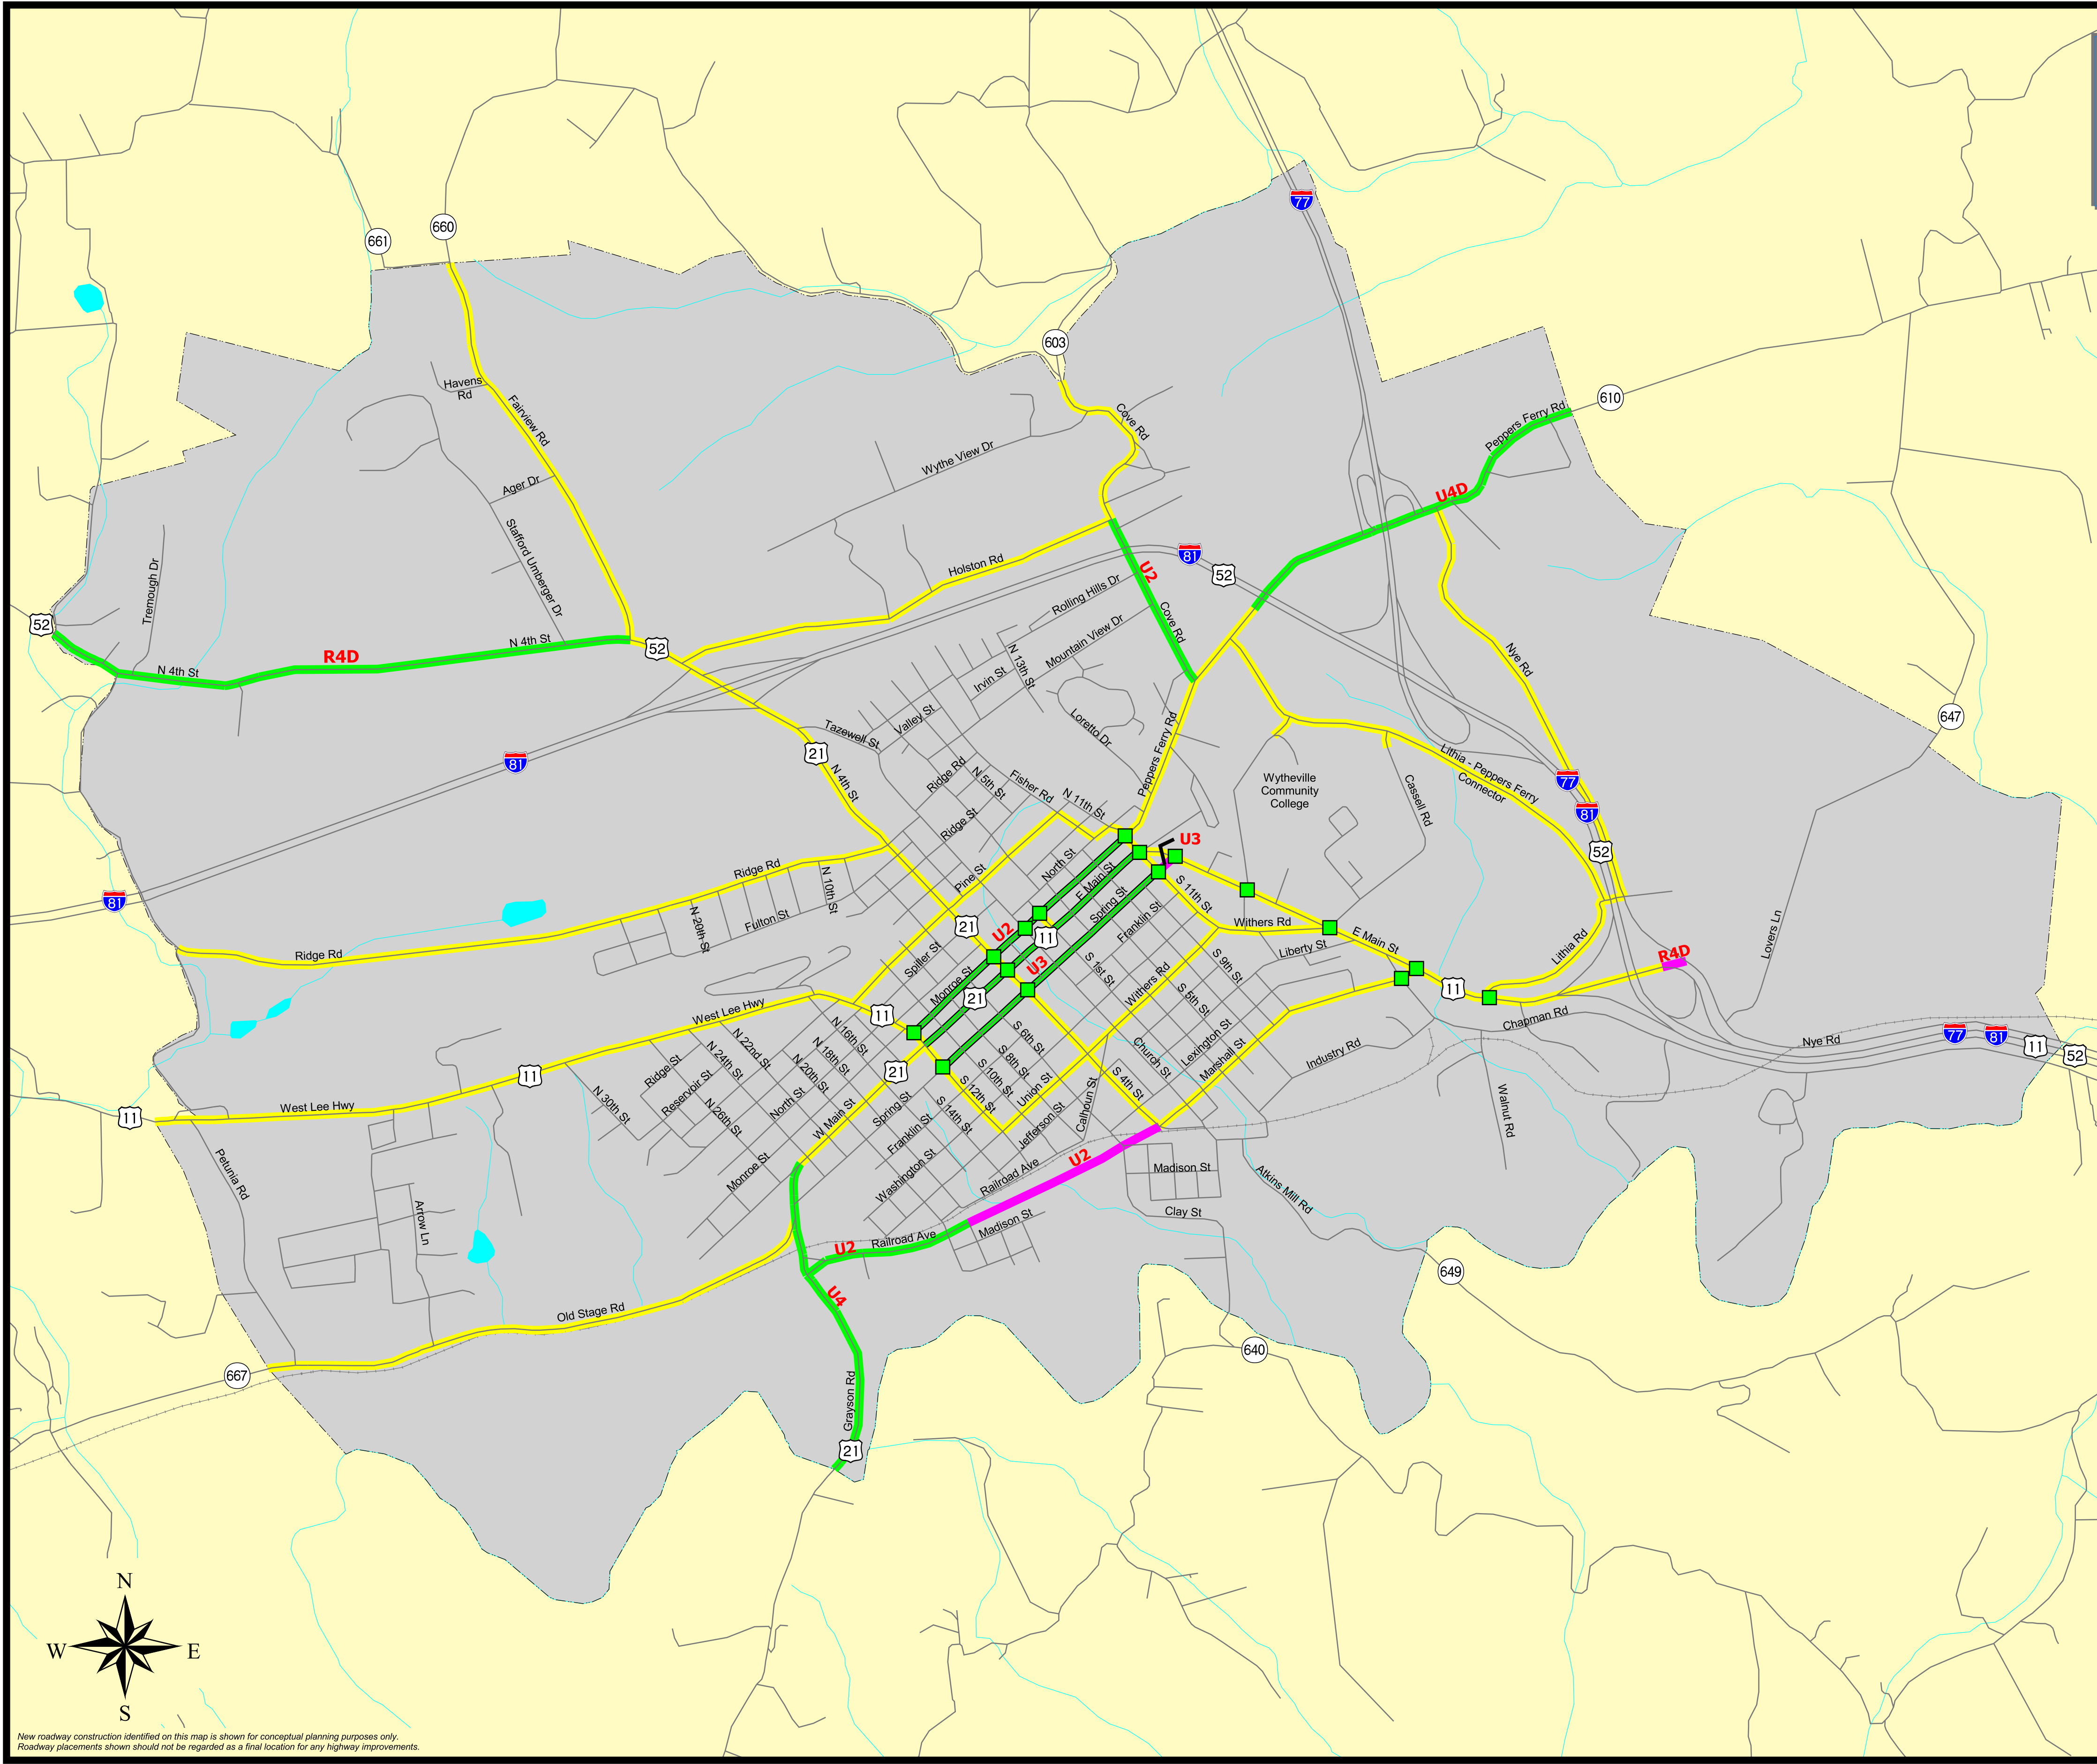 77
661
660
603
Havens
Rd
Fairview Rd
Cove Rd
610
Peppers Ferry Rd
Wythe View Dr
Ager Dr
U4D
Stafford Umberger Dr
Tremough Dr
Holston Rd
81
52
U2
Rolling Hills Dr
Cove Rd
Mountain View Dr
52
R4D
N 4th St
N 4th St
52
N 13th St
Irvin St
Nye Rd
647
Valley St
Loretto Dr
Tazewell St
21
Peppers Ferry Rd
81
N 4th St
Ridge Rd
N 5th St
Fisher Rd
N 11th St
Wytheville
Community
College
Lithia - Peppers Ferry
Connector
Cassell Rd
77
81
Ridge St
U3
52
North St
Ridge Rd
N 10th St
Pine St
E Main St
S 11th St
81
N 20th St
Fulton St
Spring St
Franklin St
Withers Rd
E Main St
Liberty St
Lovers Ln
21
U2
11
Lithia Rd
R4D
Ridge Rd
Spiller St
U3
S 1st St
S 9th St
Monroe St
21
Withers Rd
S 5th St
11
West Lee Hwy
11
N 16th St
Chapman Rd
Nye Rd
77
81
11
52
N 22nd St
N 18th St
S 6th St
Church St
Lexington St
Marshall St
Industry Rd
N 24th St
N 20th St
S 8th St
11
Ridge St
Reservoir St
21
S 10th St
S 12th St
Union St
S 4th St
N 30th St
N 26th St
North St
W Main St
Spring St
S 14th St
Calhoun St
Walnut Rd
West Lee Hwy
11
Franklin St
Jefferson St
Petunia Rd
Monroe St
Washington St
Railroad Ave
U2
Madison St
Atkins Mill Rd
Arrow Ln
Clay St
Madison St
Railroad Ave
U2
649
U4
Old Stage Rd
640
667
Grayson Rd
21
N
W
E
S
New roadway construction identified on this map is shown for conceptual planning purposes only.
Roadway placements shown should not be regarded as a final location for any highway improvements.